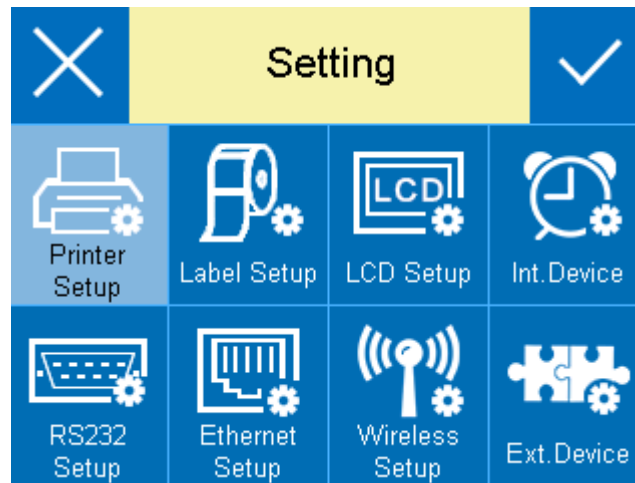 Setting
LCD
Printer
Setup
Label Setup
LCD Setup
Int.Device
RS232
Setup
Ethernet
Setup
Wireless
Setup
Ext.Device